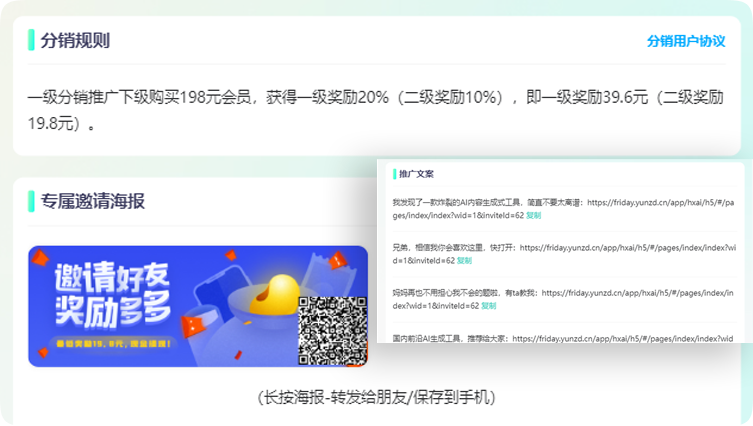 分销规则
分销用户协议
一级分销推广下级购买198元会员，获得一级奖励20%（二级奖励10%），即一级奖励39.6元（二级奖励
19.8元）。
专属邀请海报
邀请好友
奖励多多
最低奖励19.8元，现结速提！
（长按海报-转发给朋友/保存到手机）
推广文案
我发现了一款炸裂的AI内容生成式工具，简直不要太离谱：https://friday.yunzd.cn/app/hxai/h5/#/pa
ges/index/index?wid=1&inviteId=62 复制
兄弟，相信我你会喜欢这里，快打开：https://friday.yunzd.cn/app/hxai/h5/#/pages/index/index?wi
d=1&inviteId=62 复制
妈妈再也不用担心我不会的题啦，有ta教我：https://friday.yunzd.cn/app/hxai/h5/#/pages/index/in
dex?wid=1&inviteId=62 复制
国内前沿AI生成工具，推荐给大家：https://friday.yunzd.cn/app/hxai/h5/#/pages/index/index?wid